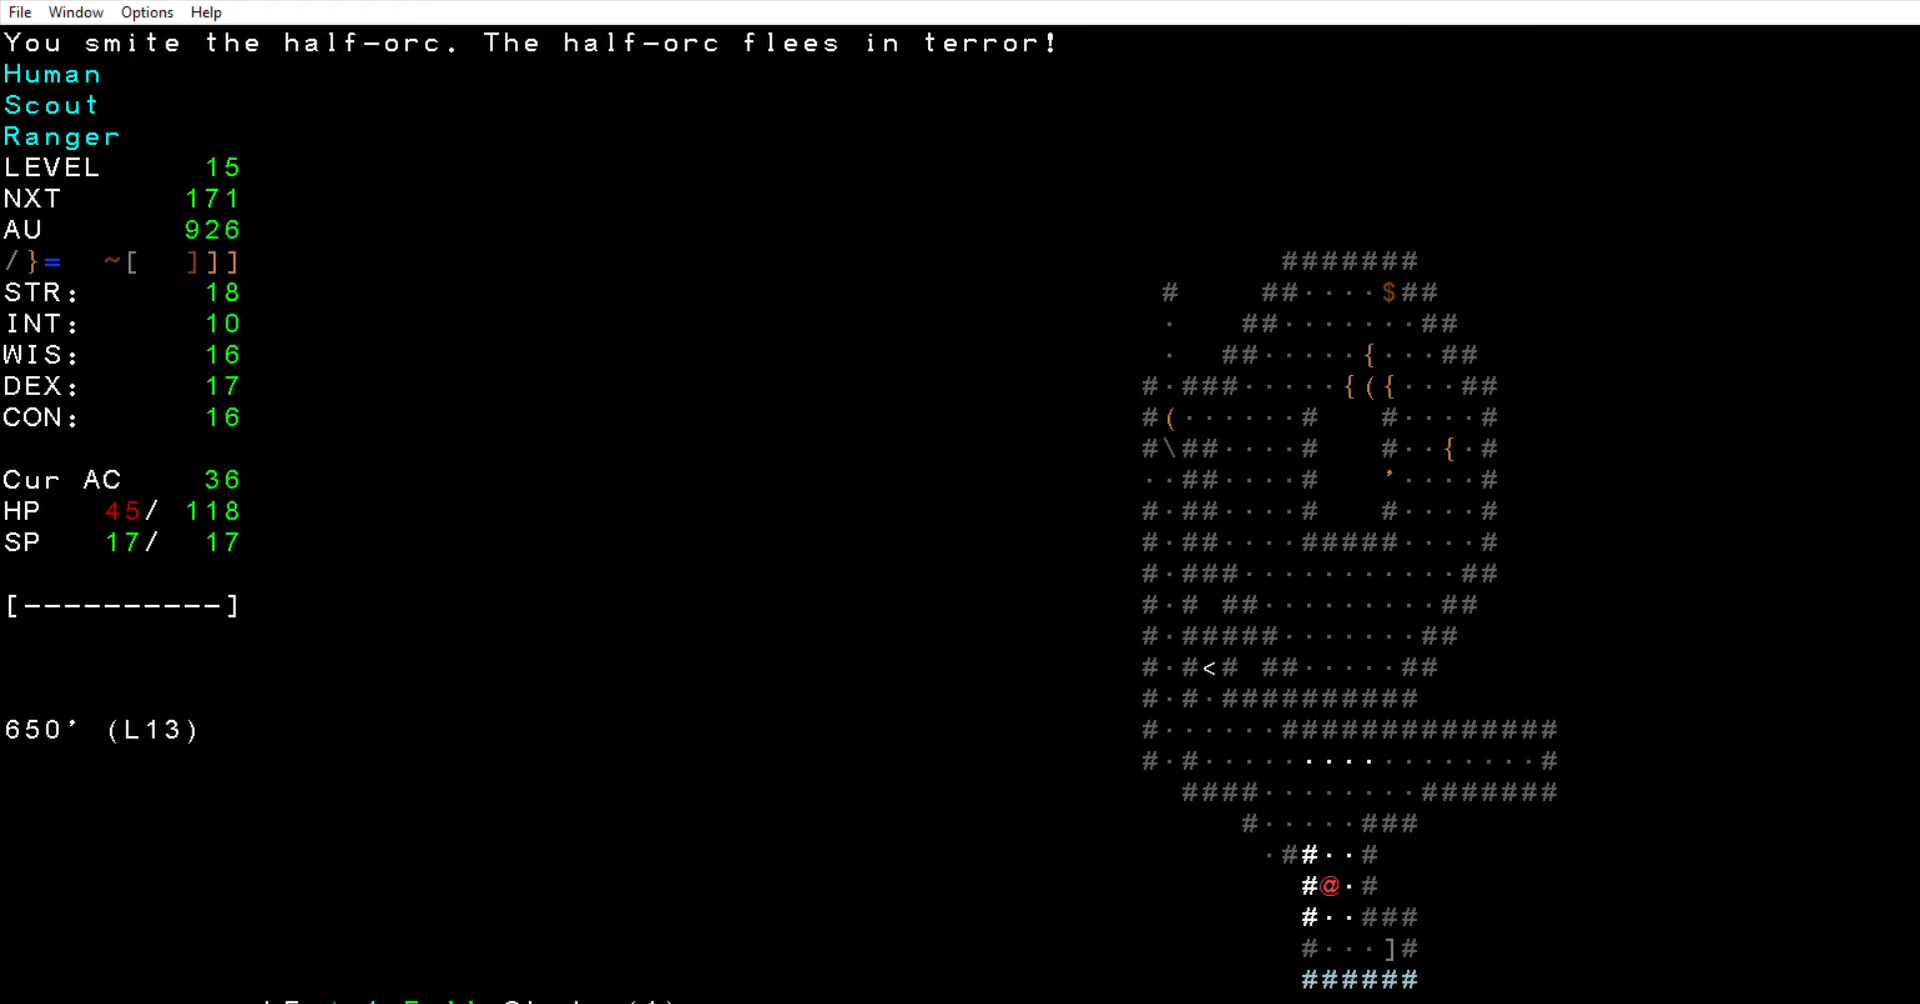 File Window Options Help
You smite the half-orc. The half-orc flees in terror!
Human
Scout
Ranger
LEVEL 15
NXT 171
AU 926
/}= ~[ ]]]
STR: 18
INT: 10
WIS: 16
DEX: 17
CON: 16
Cur AC 36
HP 45/ 118
SP 17/ 17
[----------]
650' (L13)
#######
# ##····$##
· ##·······##
· ##·····{···##
#·###·····{({···##
#(······# #····#
#\##····# #··{·#
··##····# '····#
#·##····# #····#
#·##····#####····#
#·###···········##
#·# ##·········##
#·#####·······##
#·#<# ##·····##
#·#·##########
#······##############
#·#·················#
####········#######
#·····###
·##··#
#@·#
#··###
#···]#
######